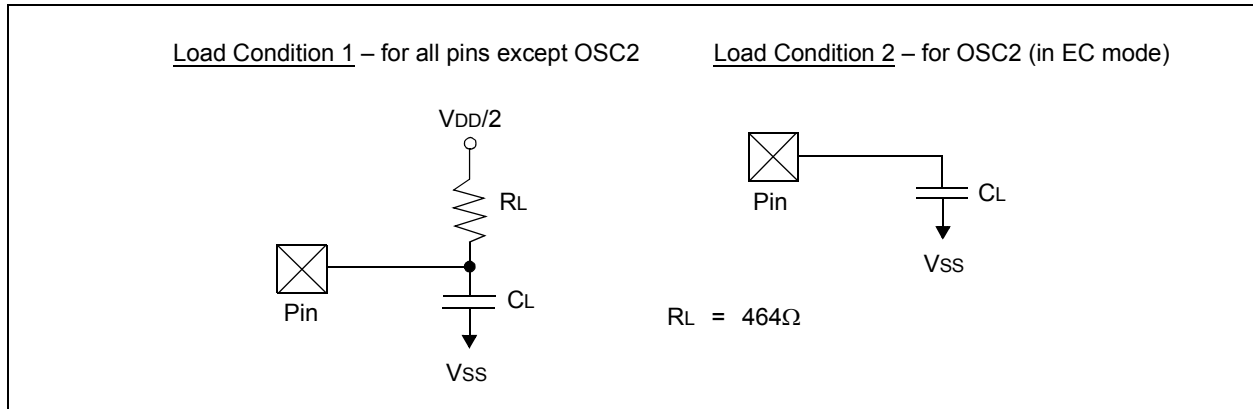 Load Condition 1 – for all pins except OSC2
VDD/2
RL
Pin
CL
VSS
Load Condition 2 – for OSC2 (in EC mode)
Pin
CL
VSS
RL = 464Ω